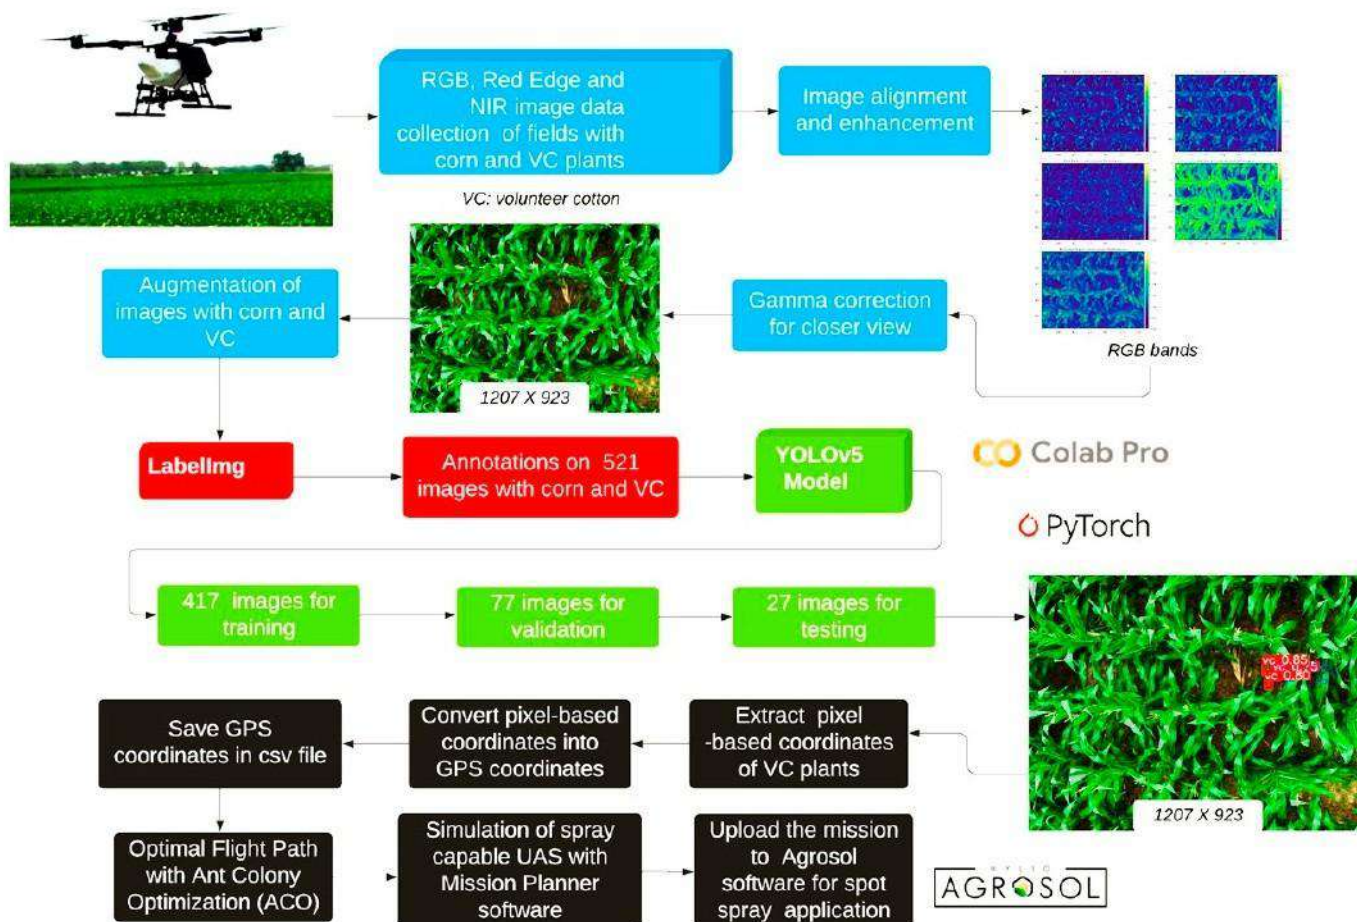 RGB, Red Edge and
NIR image data
collection of fields with
corn and VC plants
Image alignment
and enhancement
VC: volunteer cotton
RGB bands
Augmentation of
images with corn and
VC
1207 X 923
Gamma correction
for closer view
LabelImg
Annotations on 521
images with corn and VC
YOLOv5
Model
Colab Pro
PyTorch
417 images for
training
77 images for
validation
27 images for
testing
vc 0.85
vc 0.80
1207 X 923
Extract pixel
-based coordinates
of VC plants
Convert pixel-based
coordinates into
GPS coordinates
Save GPS
coordinates in csv file
Optimal Flight Path
with Ant Colony
Optimization (ACO)
Simulation of spray
capable UAS with
Mission Planner
software
Upload the mission
to Agrosol
software for spot
spray application
AGROSOL